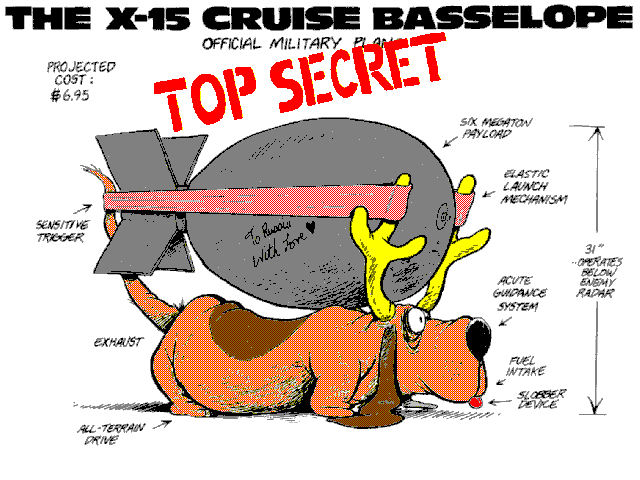 THE X-15 CRUISE BASSELOPE
OFFICIAL MILITARY PLAN
TOP SECRET
PROJECTED
COST:
$6.95
SIX MEGATON
PAYLOAD
ELASTIC
LAUNCH
MECHANISM
SENSITIVE
TRIGGER
To Russia
With Love ♥
31"
-OPERATES
BELOW
ENEMY
RADAR
ACUTE
GUIDANCE
SYSTEM
EXHAUST
FUEL
INTAKE
SLOBBER
DEVICE
ALL-TERRAIN
DRIVE